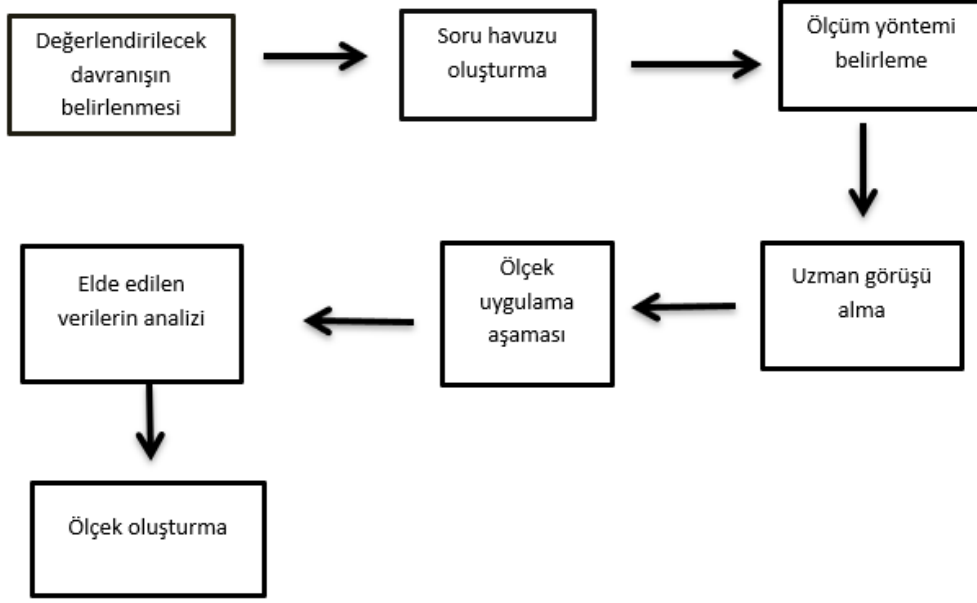 Değerlendirilecek
davranışın
belirlenmesi
Soru havuzu
oluşturma
Ölçüm yöntemi
belirleme
Uzman görüşü
alma
Ölçek
uygulama
aşaması
Elde edilen
verilerin analizi
Ölçek oluşturma